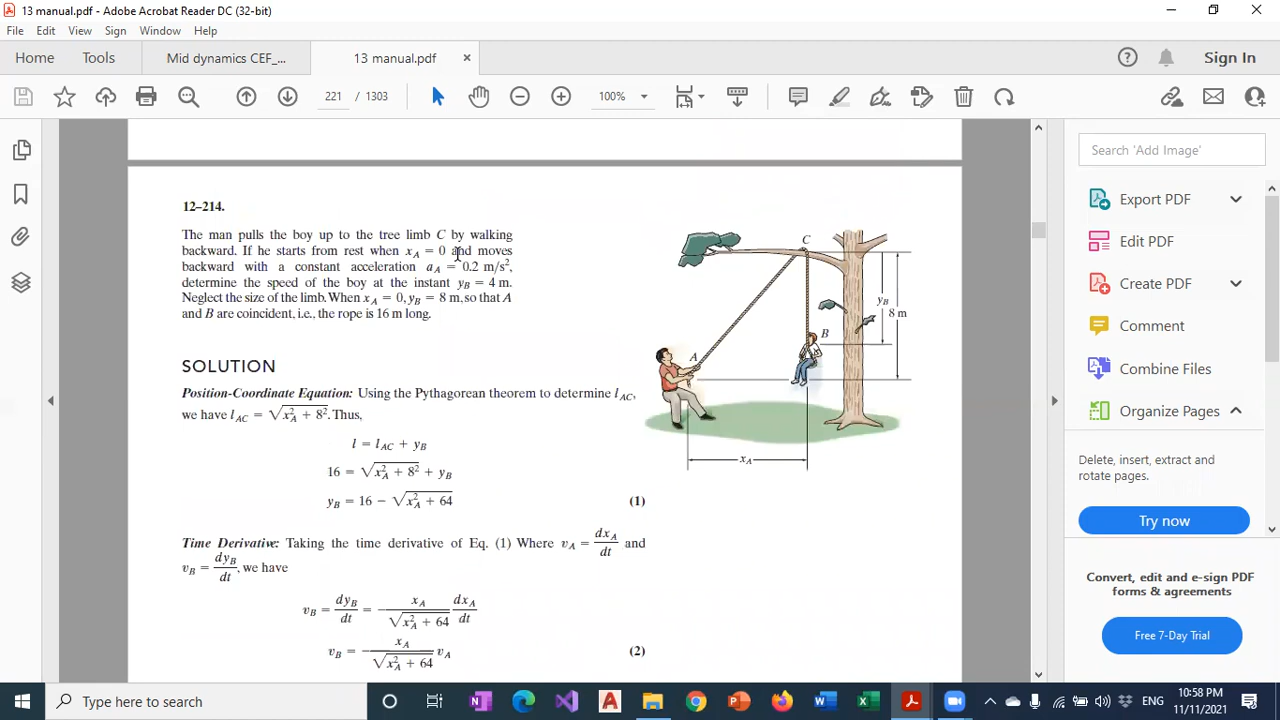 13 manual.pdf - Adobe Acrobat Reader DC (32-bit)
File Edit View Sign Window Help
Home Tools Mid dynamics CEF_... 13 manual.pdf × Sign In
221 / 1303 100%
12–214.
The man pulls the boy up to the tree limb C by walking
backward. If he starts from rest when x_A = 0 and moves
backward with a constant acceleration a_A = 0.2 m/s²,
determine the speed of the boy at the instant y_B = 4 m.
Neglect the size of the limb. When x_A = 0, y_B = 8 m, so that A
and B are coincident, i.e., the rope is 16 m long.
C
y_B
8 m
B
A
x_A
SOLUTION
Position-Coordinate Equation: Using the Pythagorean theorem to determine l_AC,
we have l_AC = √(x_A² + 8²). Thus,
l = l_AC + y_B
16 = √(x_A² + 8²) + y_B
y_B = 16 − √(x_A² + 64) (1)
Time Derivative: Taking the time derivative of Eq. (1) Where v_A = dx_A/dt and
v_B = dy_B/dt, we have
v_B = dy_B/dt = − x_A/√(x_A² + 64) dx_A/dt
v_B = − x_A/√(x_A² + 64) v_A (2)
Search 'Add Image'
Export PDF
Edit PDF
Create PDF
Comment
Combine Files
Organize Pages
Delete, insert, extract and
rotate pages.
Try now
Convert, edit and e-sign PDF
forms & agreements
Free 7-Day Trial
Type here to search
ENG
10:58 PM
11/11/2021